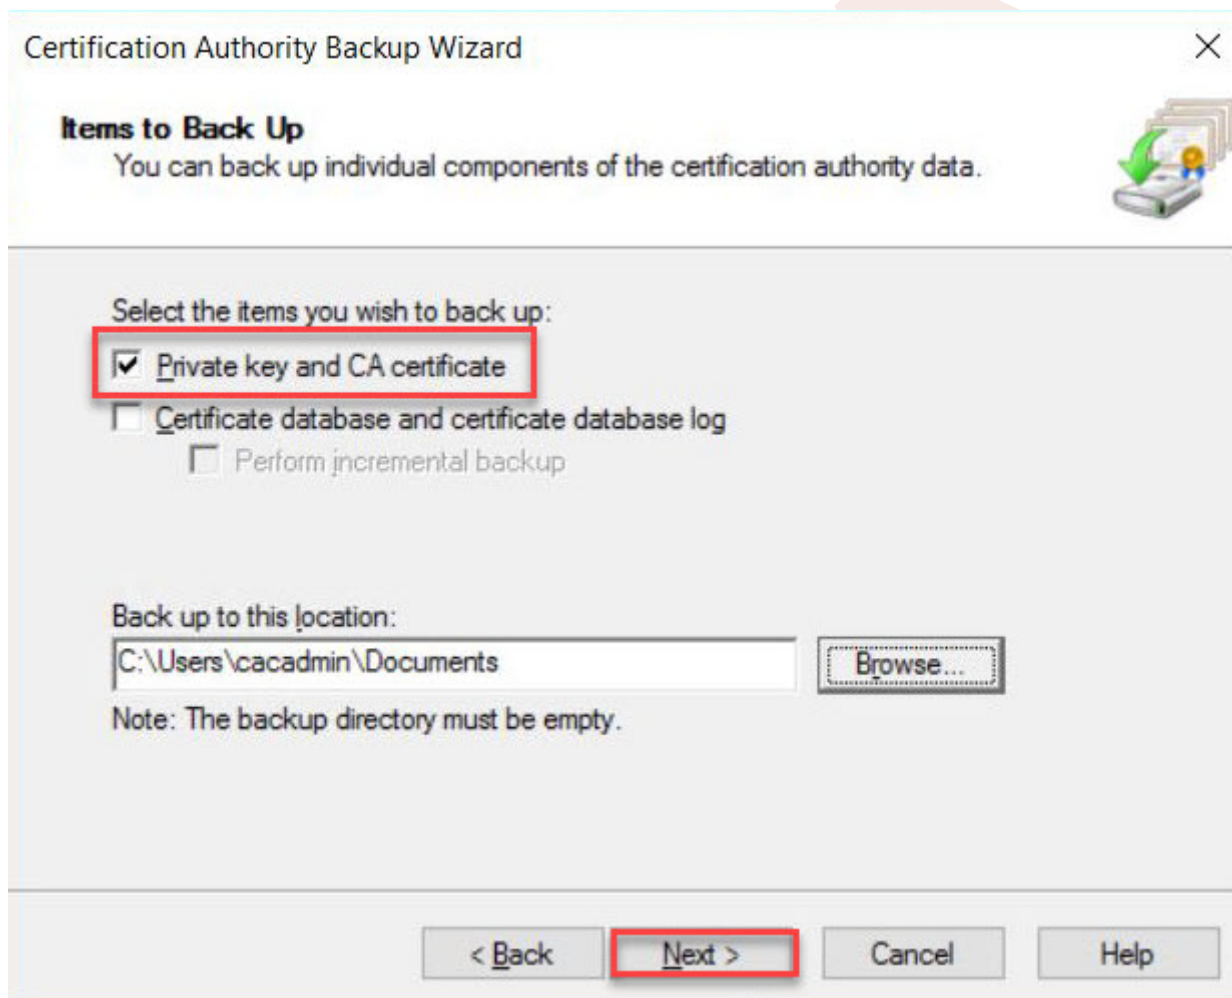 Certification Authority Backup Wizard
Items to Back Up
You can back up individual components of the certification authority data.
Select the items you wish to back up:
Private key and CA certificate
Certificate database and certificate database log
Perform incremental backup
Back up to this location:
C:\Users\cacadmin\Documents
Browse...
Note: The backup directory must be empty.
< Back
Next >
Cancel
Help